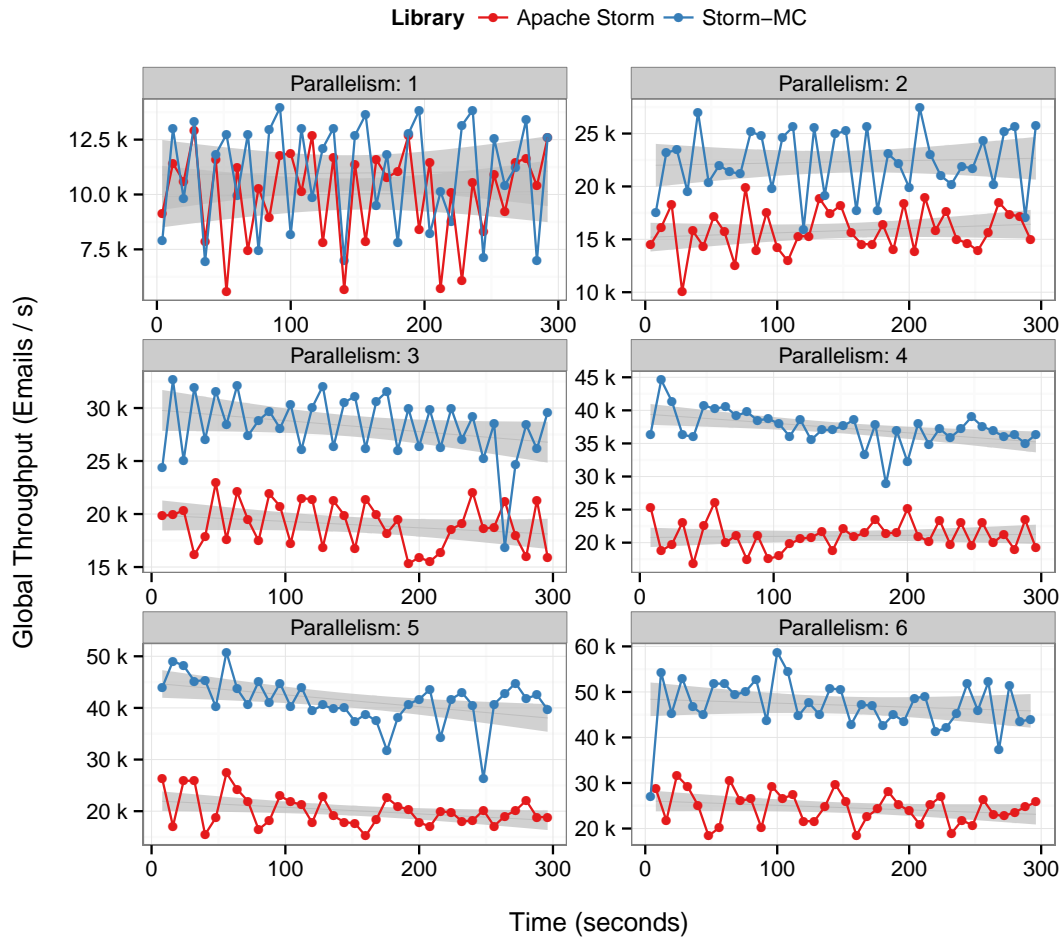 Library Apache Storm Storm−MC
Global Throughput (Emails / s)
Parallelism: 1
12.5 k
10.0 k
7.5 k
0 100 200 300
Parallelism: 2
25 k
20 k
15 k
10 k
0 100 200 300
Parallelism: 3
30 k
25 k
20 k
15 k
0 100 200 300
Parallelism: 4
45 k
40 k
35 k
30 k
25 k
20 k
0 100 200 300
Parallelism: 5
50 k
40 k
30 k
20 k
0 100 200 300
Parallelism: 6
60 k
50 k
40 k
30 k
20 k
0 100 200 300
Time (seconds)